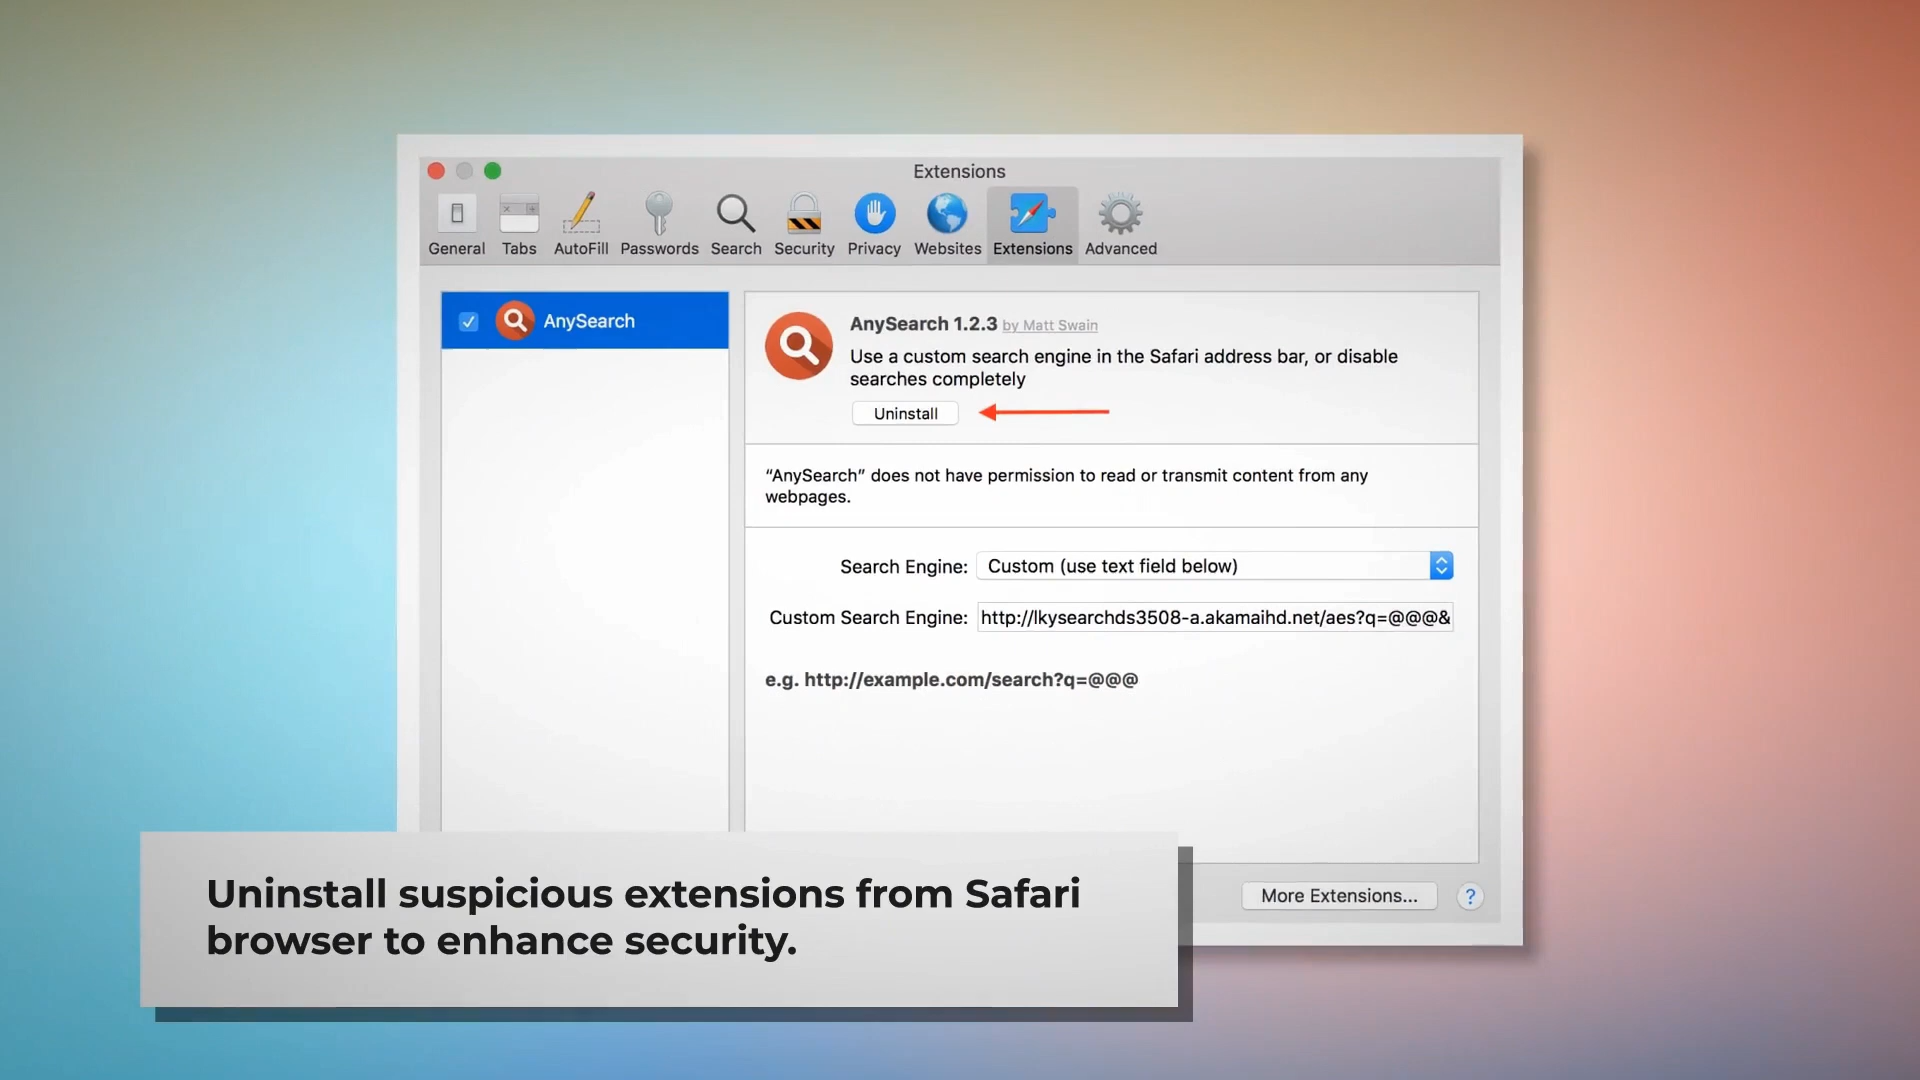 Extensions
General Tabs AutoFill Passwords Search Security Privacy Websites Extensions Advanced
AnySearch
AnySearch 1.2.3 by Matt Swain
Use a custom search engine in the Safari address bar, or disable
searches completely
Uninstall
“AnySearch” does not have permission to read or transmit content from any
webpages.
Search Engine: Custom (use text field below)
Custom Search Engine: http://lkysearchds3508-a.akamaihd.net/aes?q=@@@&
e.g. http://example.com/search?q=@@@
More Extensions... ?
Uninstall suspicious extensions from Safari
browser to enhance security.